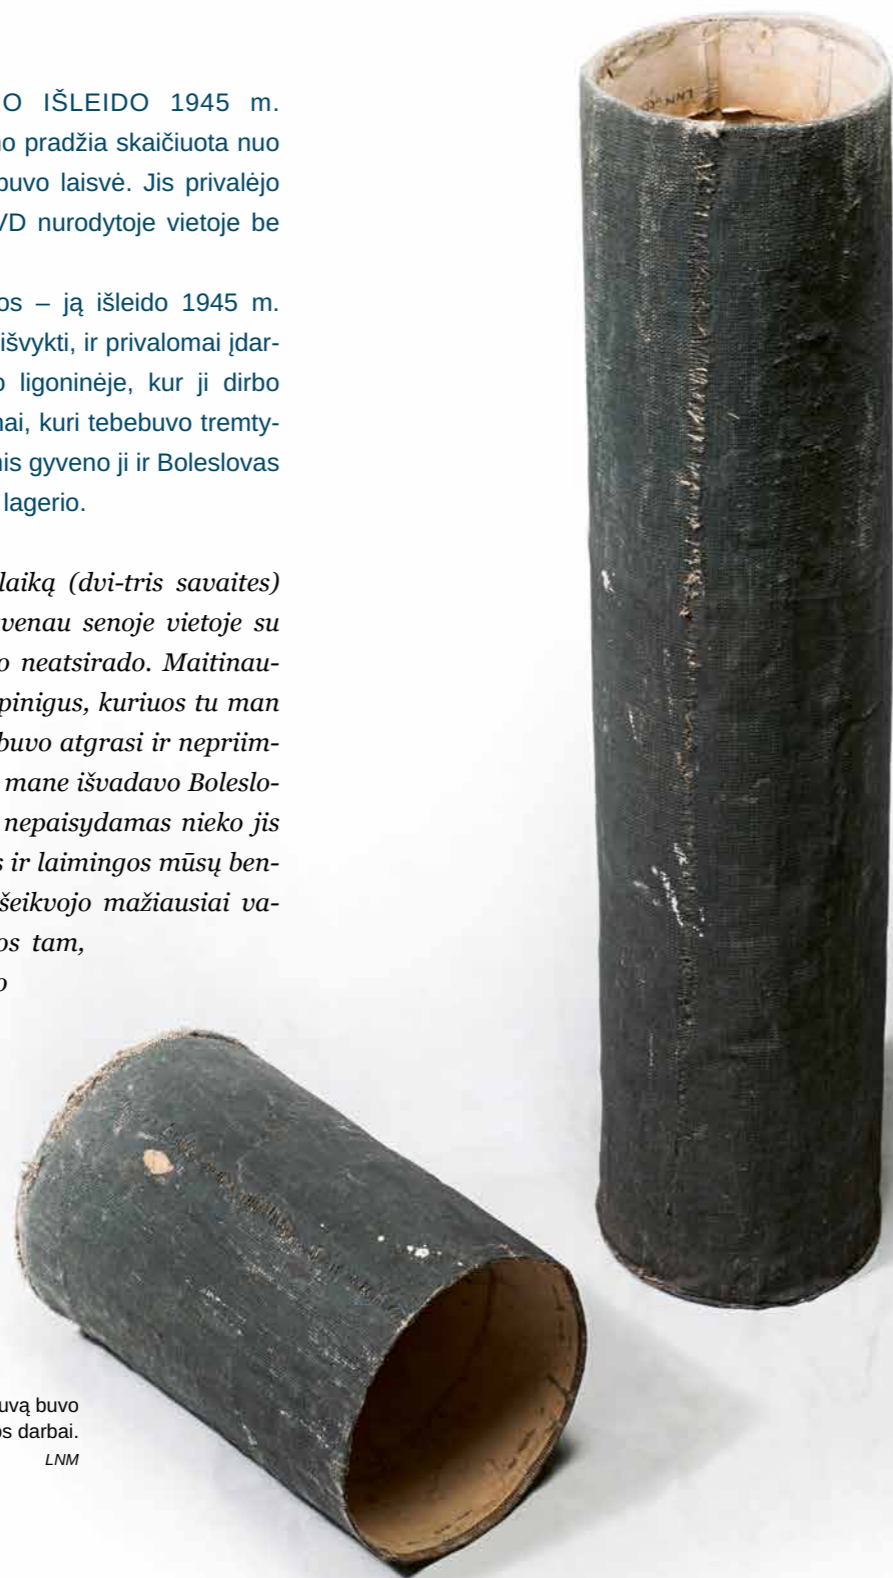 O IŠLEIDO 1945 m.
o pradžia skaičiuota nuo
buvo laisvė. Jis privalėjo
VD nurodytoje vietoje be
os – ją išleido 1945 m.
išvykti, ir privalomai įdar-
o ligoninėje, kur ji dirbo
nai, kuri tebebuvo tremty-
nis gyveno ji ir Boleslovas
lagerio.
laiką (dvi-tris savaites)
venau senoje vietoje su
o neatsirado. Maitinau-
pinigus, kuriuos tu man
buvo atgrasi ir nepriim-
mane išvadavo Boleslo-
nepaisydamas nieko jis
s ir laimingos mūsų ben-
šeikvojo mažiausiai va-
os tam,
o
uvą buvo
os darbai.
LNM
LNM